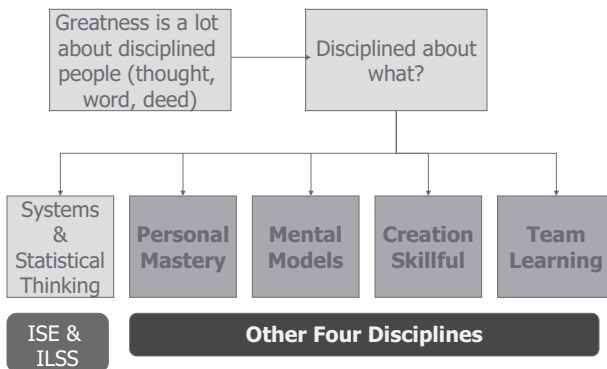 Greatness is a lot
about disciplined
people (thought,
word, deed)
Disciplined about
what?
Systems
&
Statistical
Thinking
Personal
Mastery
Mental
Models
Creation
Skillful
Team
Learning
ISE &
ILSS
Other Four Disciplines